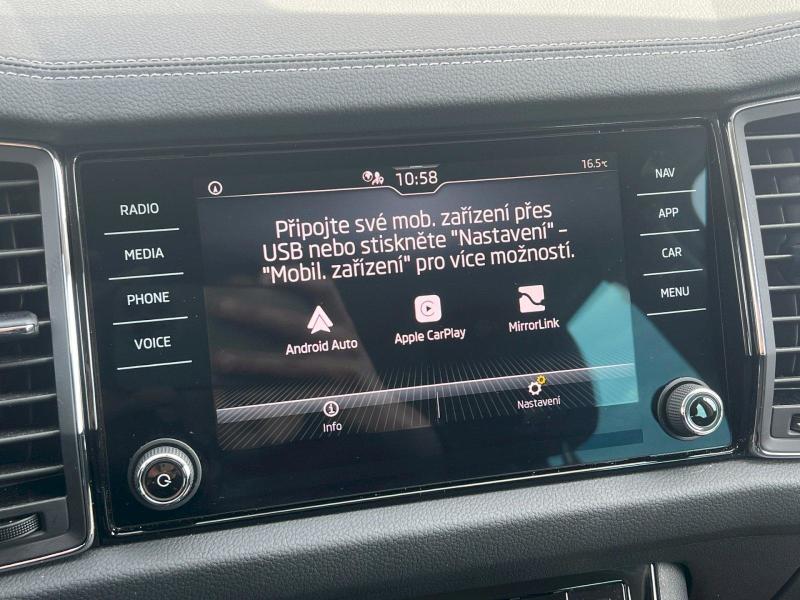 10:58
16.5°C
RADIO
MEDIA
PHONE
VOICE
Připojte své mob. zařízení přes
USB nebo stiskněte "Nastavení" –
"Mobil. zařízení" pro více možností.
Android Auto
Apple CarPlay
MirrorLink
Info
Nastavení
NAV
APP
CAR
MENU